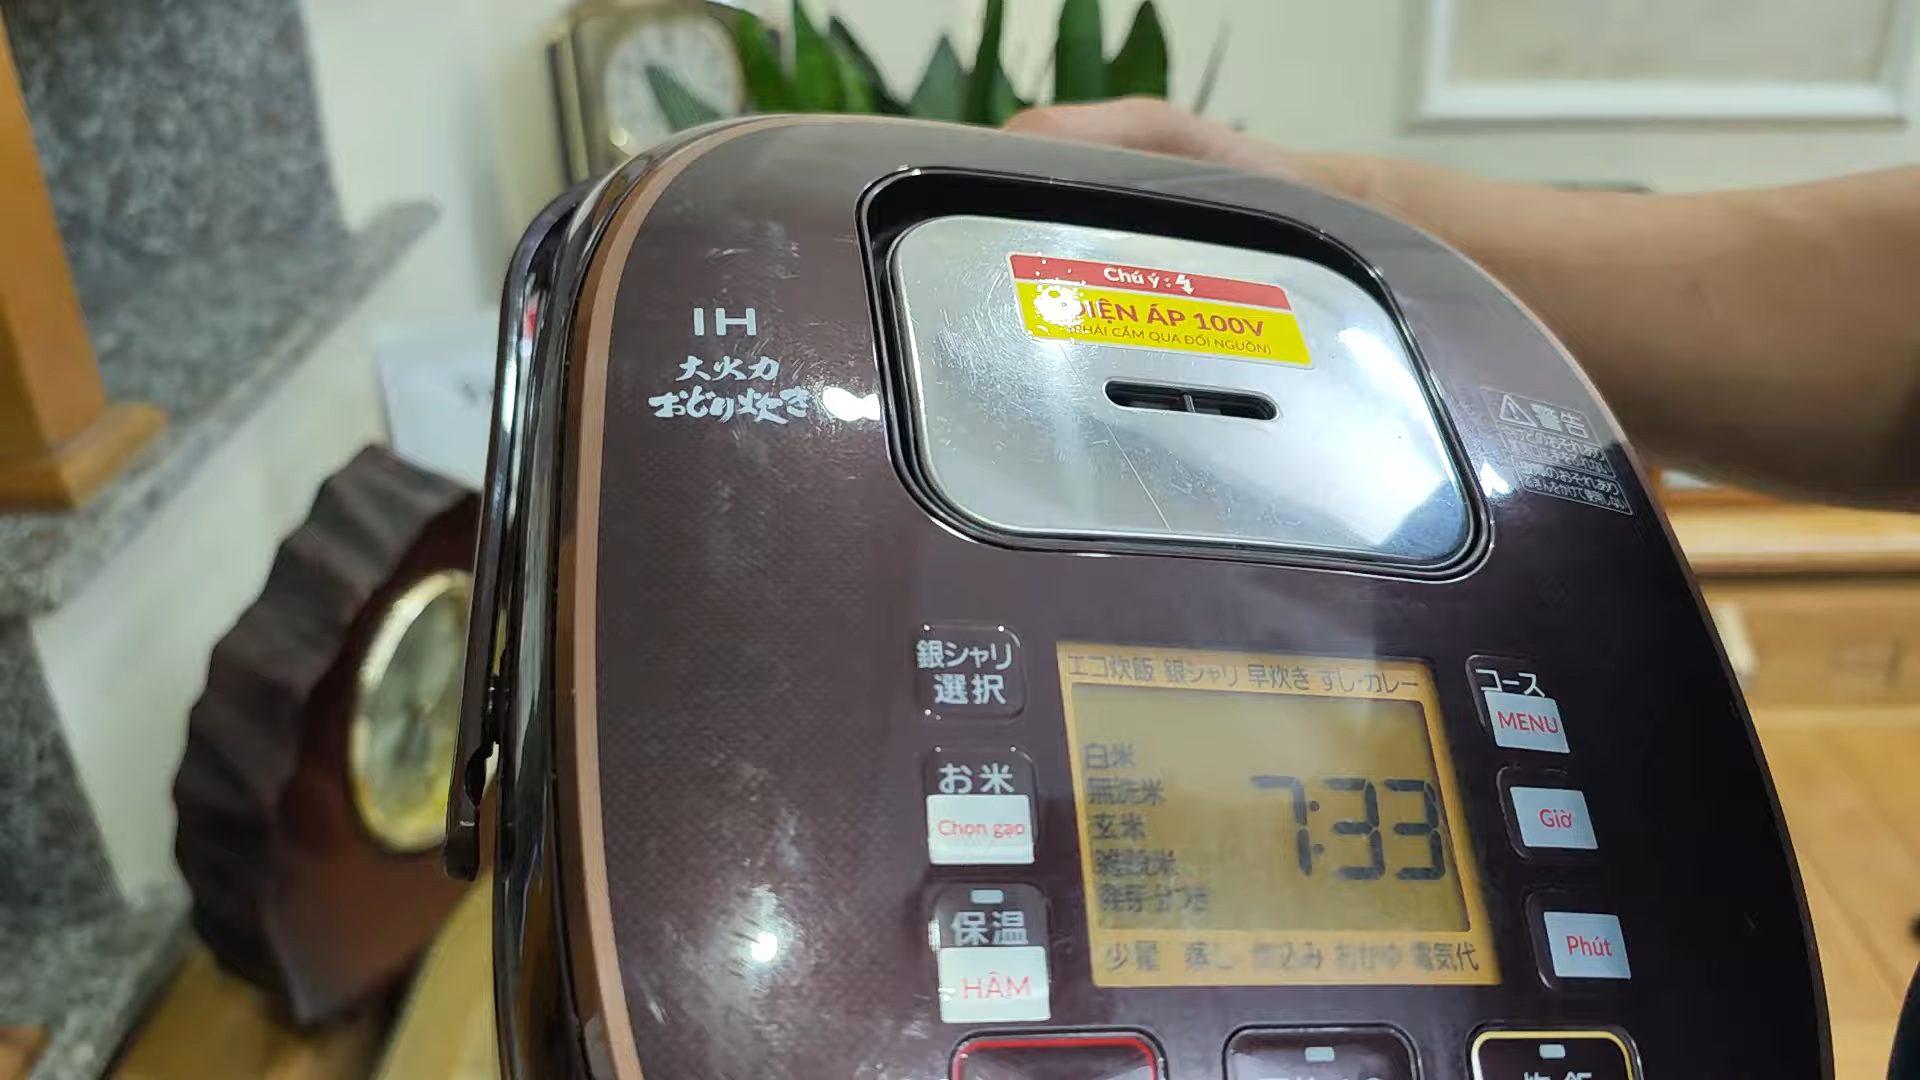 Chú ý:
ĐIỆN ÁP 100V
(PHẢI CẮM QUA ĐỔI NGUỒN)
IH
大火力
おどり炊き
警告
銀シャリ
選択
エコ炊飯 銀シャリ 早炊き すし・カレー
コース
MENU
白米
無洗米
玄米
雑穀米
7:33
お米
Chọn gạo
Giờ
保温
HÂM
少量 蒸し 炊込み おかゆ 電気代
Phút